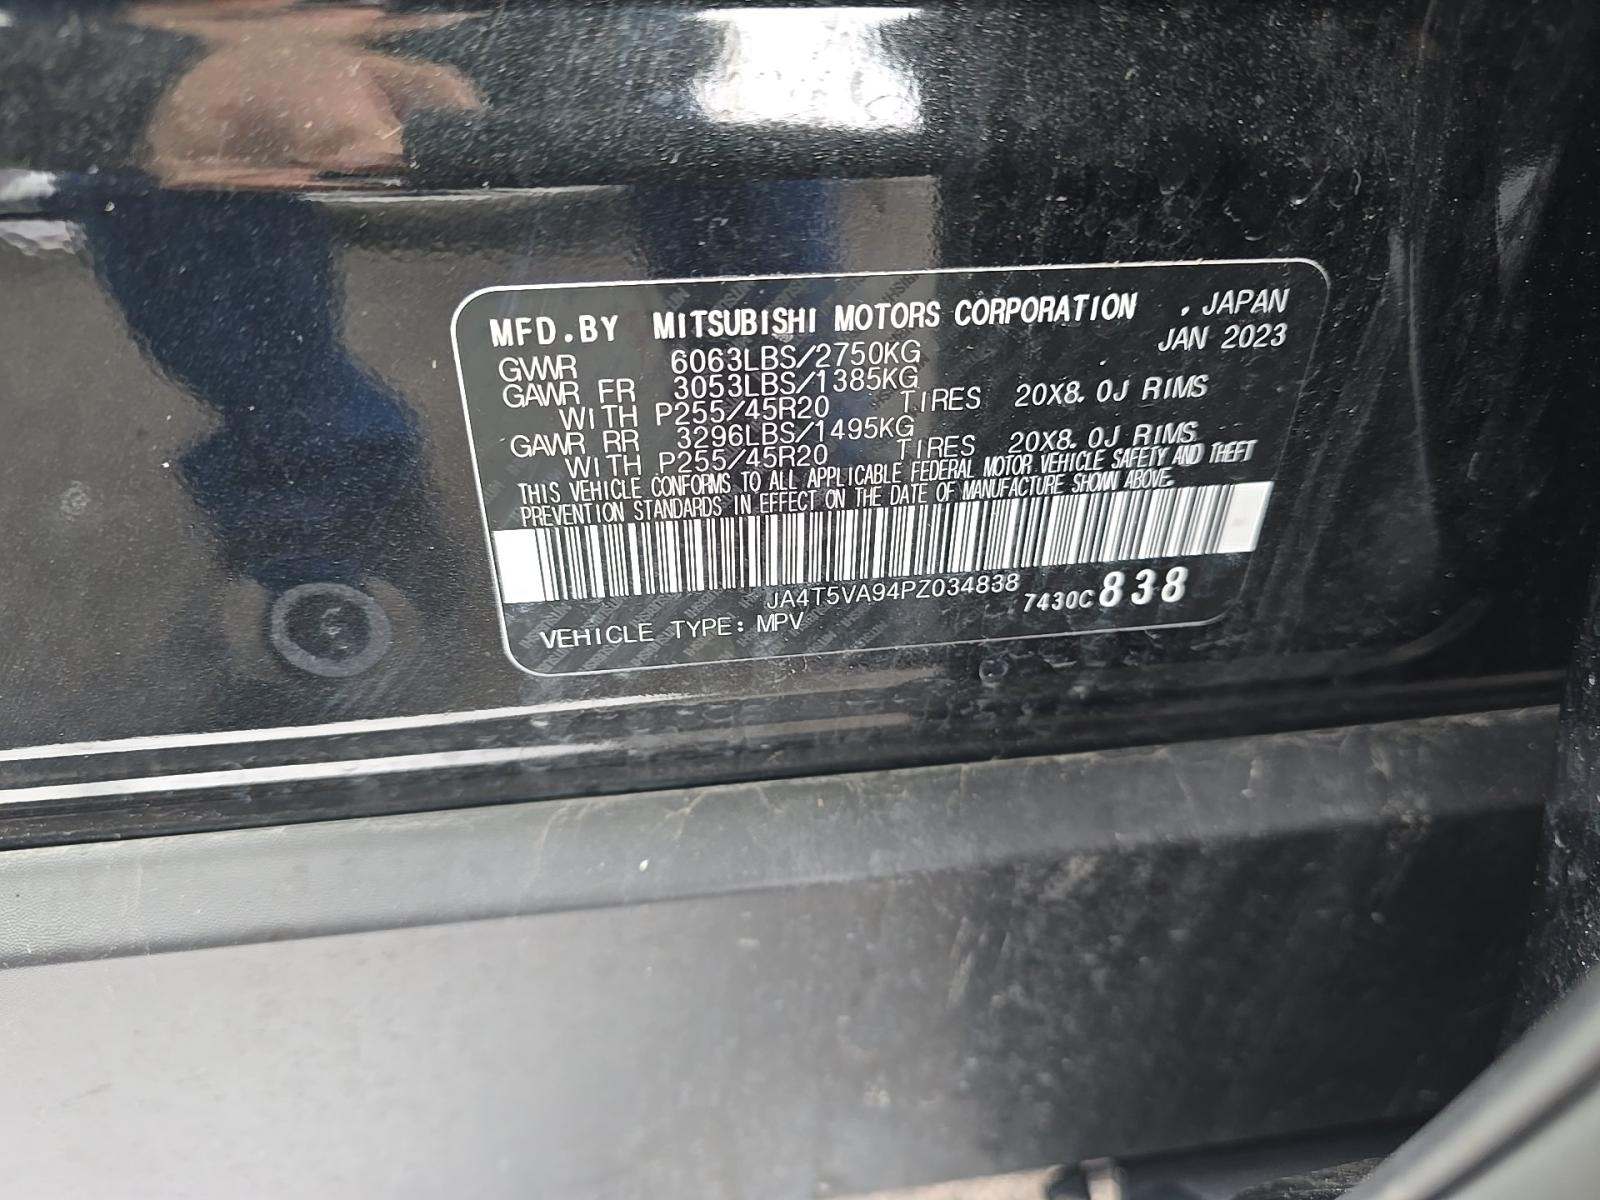 MFD.BY MITSUBISHI MOTORS CORPORATION , JAPAN
JAN 2023
GVWR 6063LBS/2750KG
GAWR FR 3053LBS/1385KG
WITH P255/45R20 TIRES 20X8.0J RIMS
GAWR RR 3296LBS/1495KG
WITH P255/45R20 TIRES 20X8.0J RIMS
THIS VEHICLE CONFORMS TO ALL APPLICABLE FEDERAL MOTOR VEHICLE SAFETY AND THEFT
PREVENTION STANDARDS IN EFFECT ON THE DATE OF MANUFACTURE SHOWN ABOVE.
JA4T5VA94PZ034838 7430C838
VEHICLE TYPE: MPV